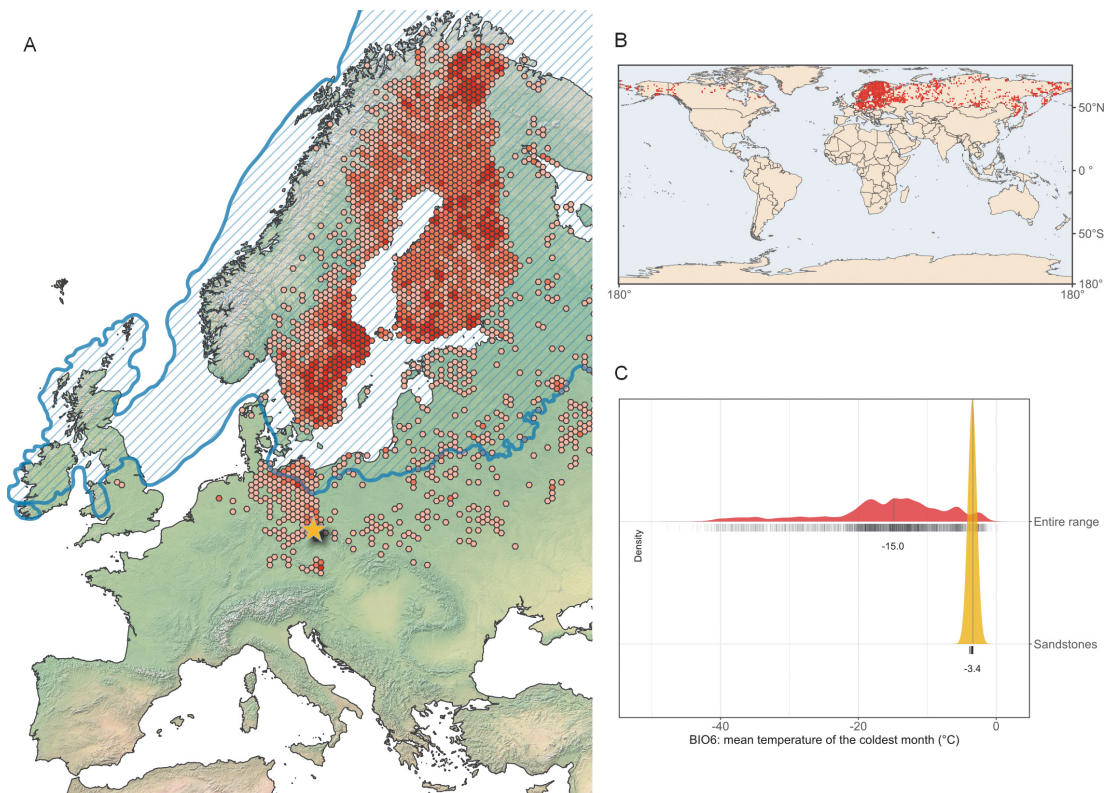 A
B
50°N
0 °
50°S
180°
180°
180°
C
Density
Entire range
-15.0
Sandstones
-3.4
-40
-20
0
BIO6: mean temperature of the coldest month (°C)